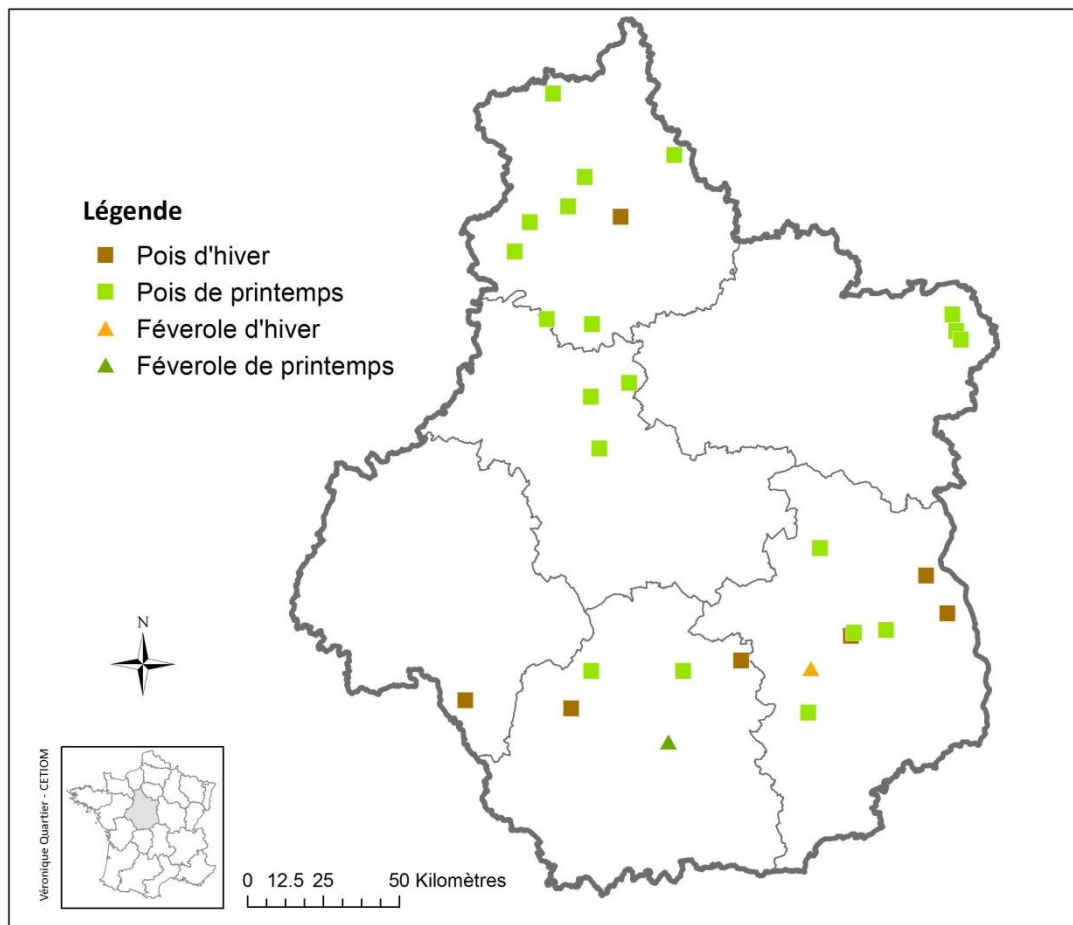 Légende
Pois d'hiver
Pois de printemps
Féverole d'hiver
Féverole de printemps
N
Véronique Quartier - CETIOM
0 12.5 25 50 Kilomètres